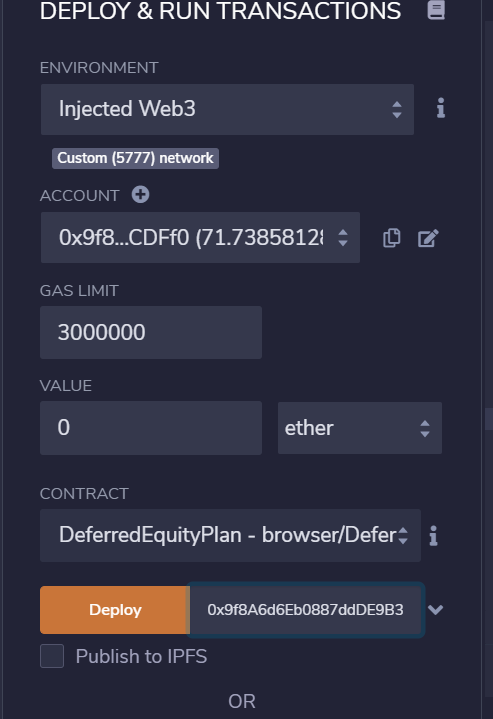 DEPLOY & RUN TRANSACTIONS
ENVIRONMENT
Injected Web3
Custom (5777) network
ACCOUNT
0x9f8...CDFf0 (71.73858128
GAS LIMIT
3000000
VALUE
0 ether
CONTRACT
DeferredEquityPlan - browser/Defer
Deploy 0x9f8A6d6Eb0887ddDE9B3
Publish to IPFS
OR